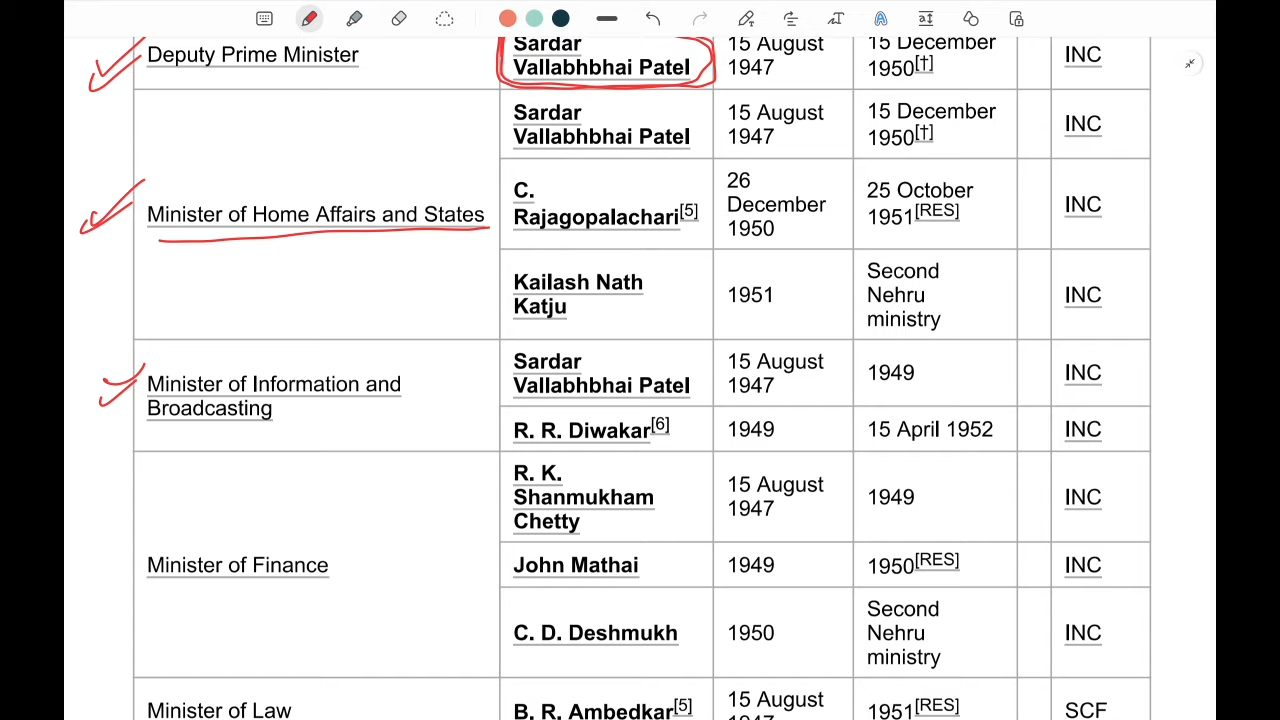 Deputy Prime Minister
Sardar
Vallabhbhai Patel
15 August
1947
15 December
1950[†]
INC
Minister of Home Affairs and States
Sardar
Vallabhbhai Patel
15 August
1947
15 December
1950[†]
INC
C.
Rajagopalachari[5]
26
December
1950
25 October
1951[RES]
INC
Kailash Nath
Katju
1951
Second
Nehru
ministry
INC
Minister of Information and
Broadcasting
Sardar
Vallabhbhai Patel
15 August
1947
1949
INC
R. R. Diwakar[6]
1949
15 April 1952
INC
Minister of Finance
R. K.
Shanmukham
Chetty
15 August
1947
1949
INC
John Mathai
1949
1950[RES]
INC
C. D. Deshmukh
1950
Second
Nehru
ministry
INC
Minister of Law
B. R. Ambedkar[5]
15 August
1947
1951[RES]
SCF